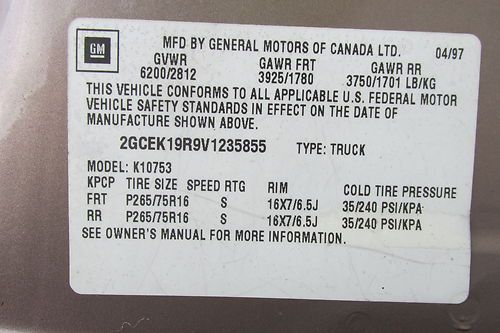 GM
MFD BY GENERAL MOTORS OF CANADA LTD. 04/97
GVWR GAWR FRT GAWR RR
6200/2812 3925/1780 3750/1701 LB/KG
THIS VEHICLE CONFORMS TO ALL APPLICABLE U.S. FEDERAL MOTOR
VEHICLE SAFETY STANDARDS IN EFFECT ON THE DATE OF
MANUFACTURE SHOWN ABOVE.
2GCEK19R9V1235855 TYPE: TRUCK
MODEL: K10753
KPCP TIRE SIZE SPEED RTG RIM COLD TIRE PRESSURE
FRT P265/75R16 S 16X7/6.5J 35/240 PSI/KPA
RR P265/75R16 S 16X7/6.5J 35/240 PSI/KPA
SEE OWNER'S MANUAL FOR MORE INFORMATION.